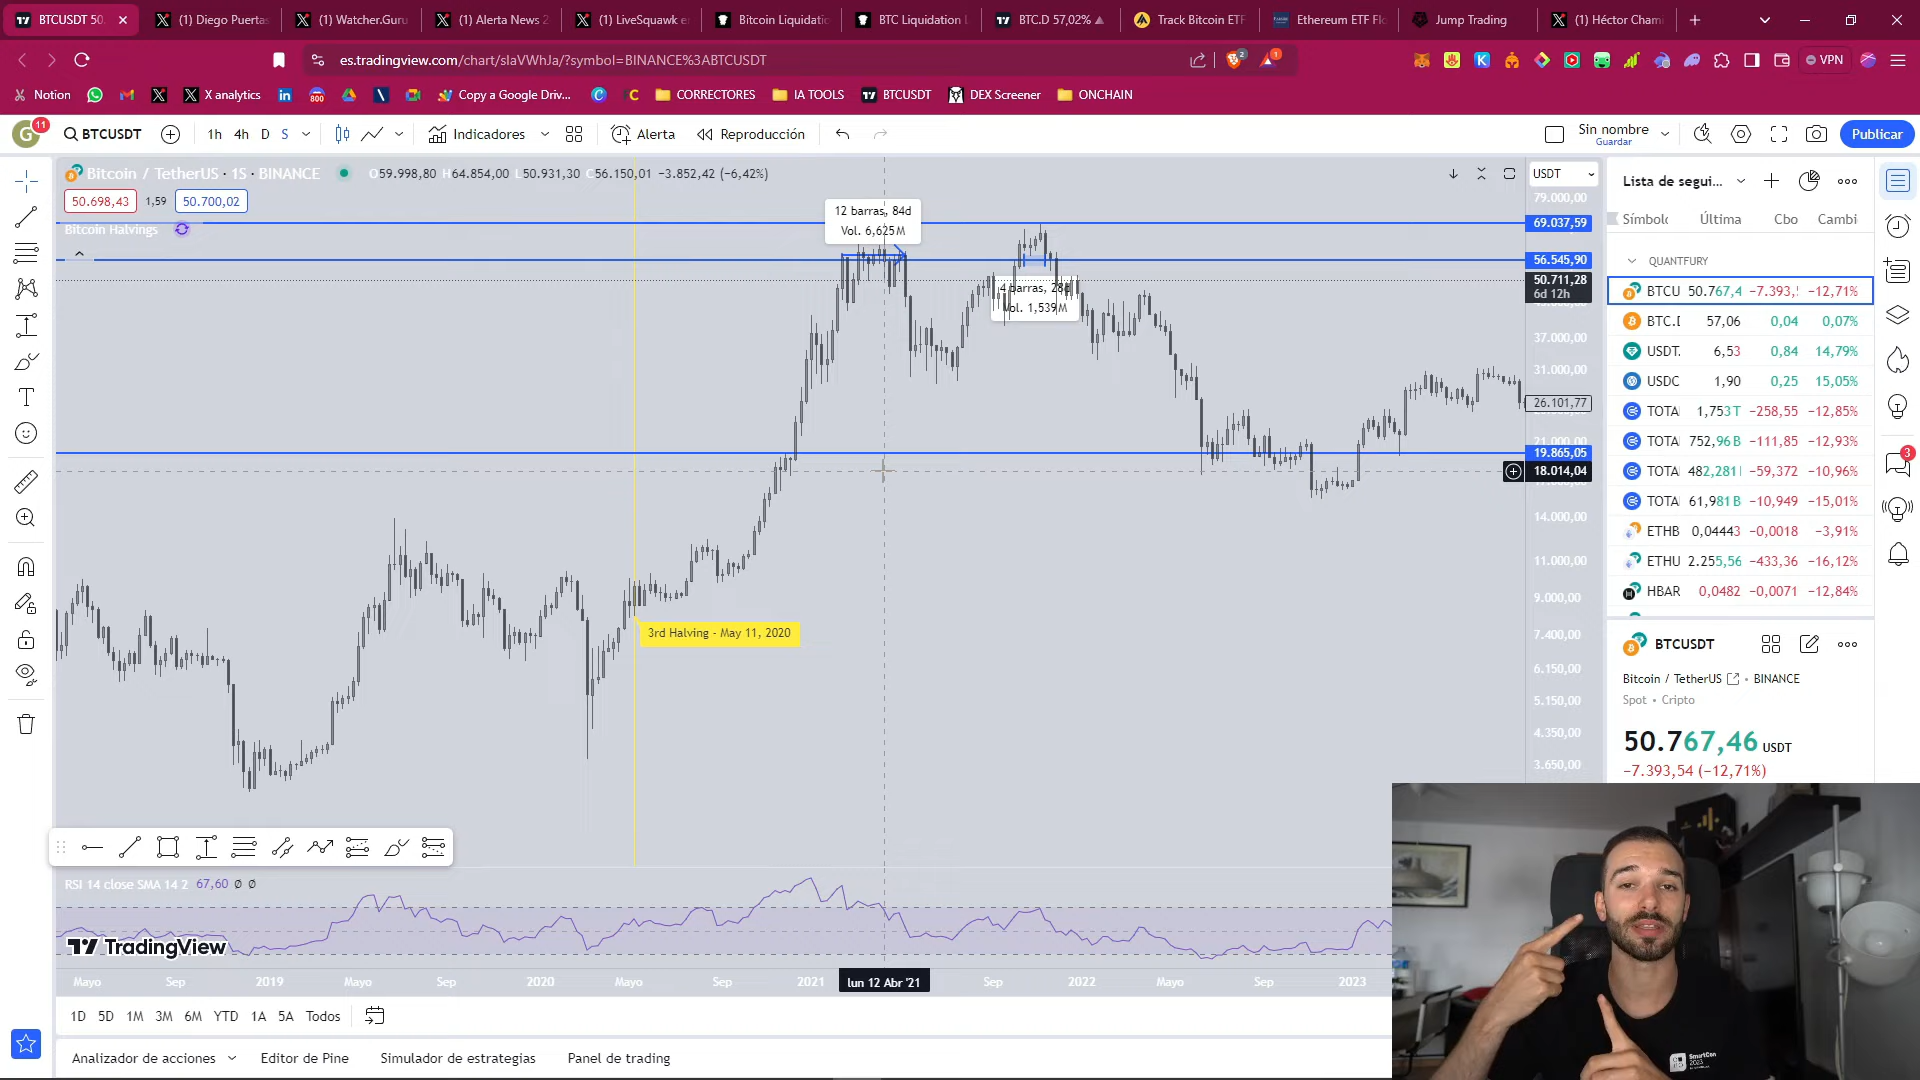 BTCUSDT 50.
(1) Diego Puertas
(1) Watcher.Guru
(1) Alerta News 2
(1) LiveSquawk e
Bitcoin Liquidatio
BTC Liquidation L
BTC.D 57,02%
Track Bitcoin ETF
Ethereum ETF Flo
Jump Trading
(1) Héctor Cham
es.tradingview.com/chart/slaVWhJa/?symbol=BINANCE%3ABTCUSDT
2
1
VPN
Notion
X analytics
800
Copy a Google Driv...
CORRECTORES
IA TOOLS
BTCUSDT
DEX Screener
ONCHAIN
G
11
BTCUSDT
1h 4h D S
Indicadores
Alerta
Reproducción
Sin nombre
Guardar
Publicar
Bitcoin / TetherUS · 1S · BINANCE
O59.998,80 H64.854,00 L50.931,30 C56.150,01 −3.852,42 (−6,42%)
50.698,43 1,59 50.700,02
Bitcoin Halvings
12 barras, 84d
Vol. 6,625M
4 barras, 28d
Vol. 1,539M
3rd Halving - May 11, 2020
USDT
79.000,00
69.037,59
56.545,90
50.711,28
6d 12h
37.000,00
31.000,00
26.101,77
21.000,00
19.865,05
18.014,04
14.000,00
11.000,00
9.000,00
7.400,00
6.150,00
5.150,00
4.350,00
3.650,00
RSI 14 close SMA 14 2 67,60 Ø Ø
TradingView
Mayo Sep 2019 Mayo Sep 2020 Mayo Sep 2021 lun 12 Abr '21 Sep 2022 Mayo Sep 2023
1D 5D 1M 3M 6M YTD 1A 5A Todos
Analizador de acciones
Editor de Pine
Simulador de estrategias
Panel de trading
Lista de segui...
Símbolo Última Cbo Cambi
QUANTFURY
BTCU 50.767,4 −7.393, −12,71%
BTC.D 57,06 0,04 0,07%
USDT. 6,53 0,84 14,79%
USDC 1,90 0,25 15,05%
TOTA 1,753T −258,55 −12,85%
TOTA 752,96B −111,85 −12,93%
TOTA 482,281 −59,372 −10,96%
TOTA 61,981B −10,949 −15,01%
ETHB 0,04443 −0,0018 −3,91%
ETHU 2.255,56 −433,36 −16,12%
HBAR 0,0482 −0,0071 −12,84%
BTCUSDT
Bitcoin / TetherUS • BINANCE
Spot • Cripto
50.767,46 USDT
−7.393,54 (−12,71%)
3
SmartCon
2023